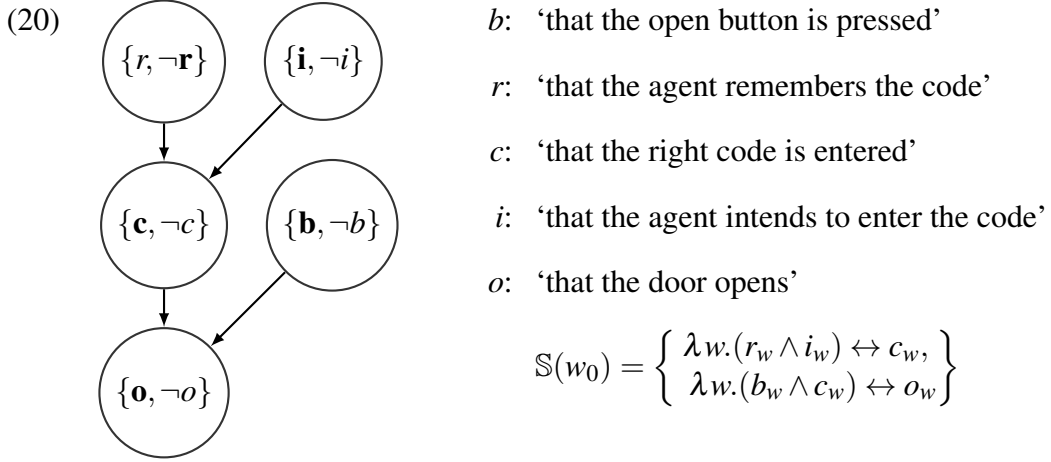 (20)
{r, ¬r}
{i, ¬i}
{c, ¬c}
{b, ¬b}
{o, ¬o}
b: ‘that the open button is pressed’
r: ‘that the agent remembers the code’
c: ‘that the right code is entered’
i: ‘that the agent intends to enter the code’
o: ‘that the door opens’
𝕊(w₀) = { λw.(r_w ∧ i_w) ↔ c_w,
λw.(b_w ∧ c_w) ↔ o_w }